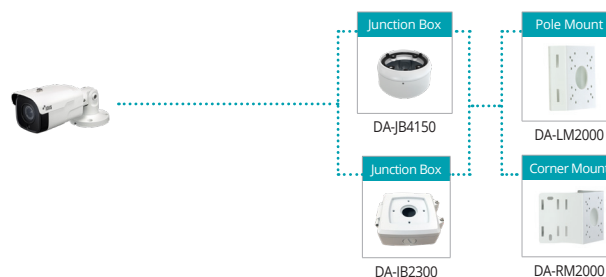 Junction Box
Pole Mount
DA-JB4150
DA-LM2000
Junction Box
Corner Mount
DA-IB2300
DA-RM2000